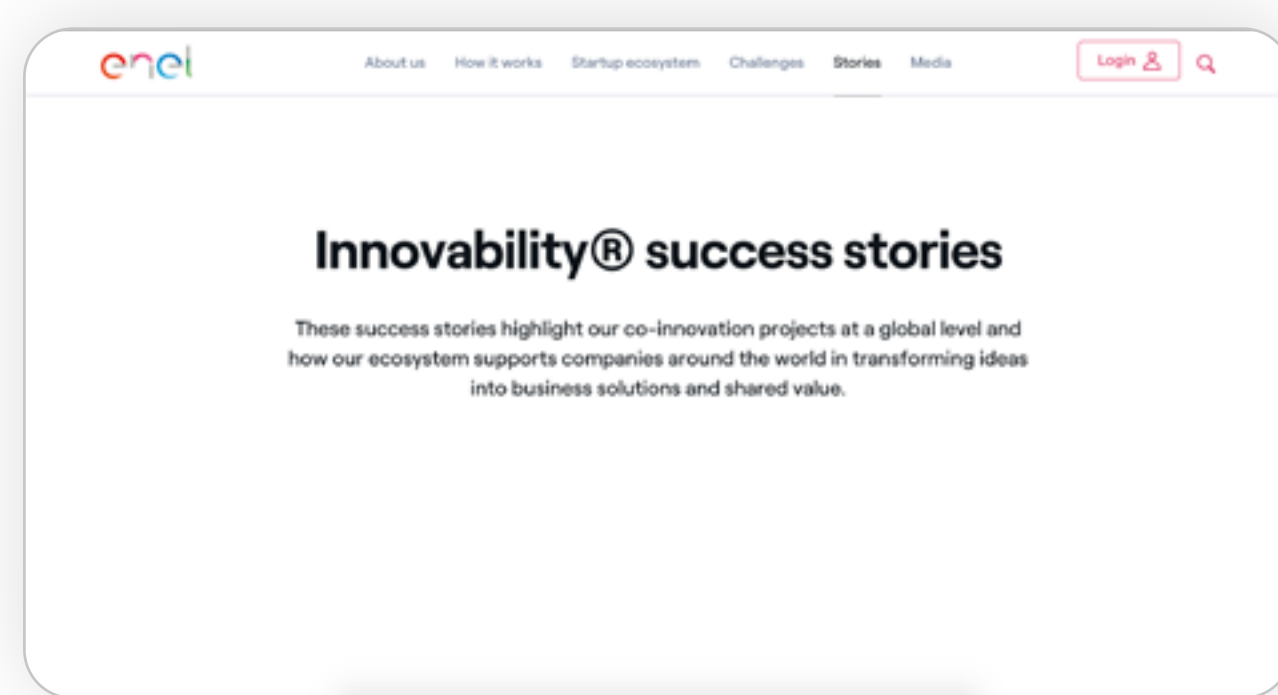 enel
About us How it works Startup ecosystem Challenges Stories Media Login
Innovability® success stories
These success stories highlight our co-innovation projects at a global level and
how our ecosystem supports companies around the world in transforming ideas
into business solutions and shared value.